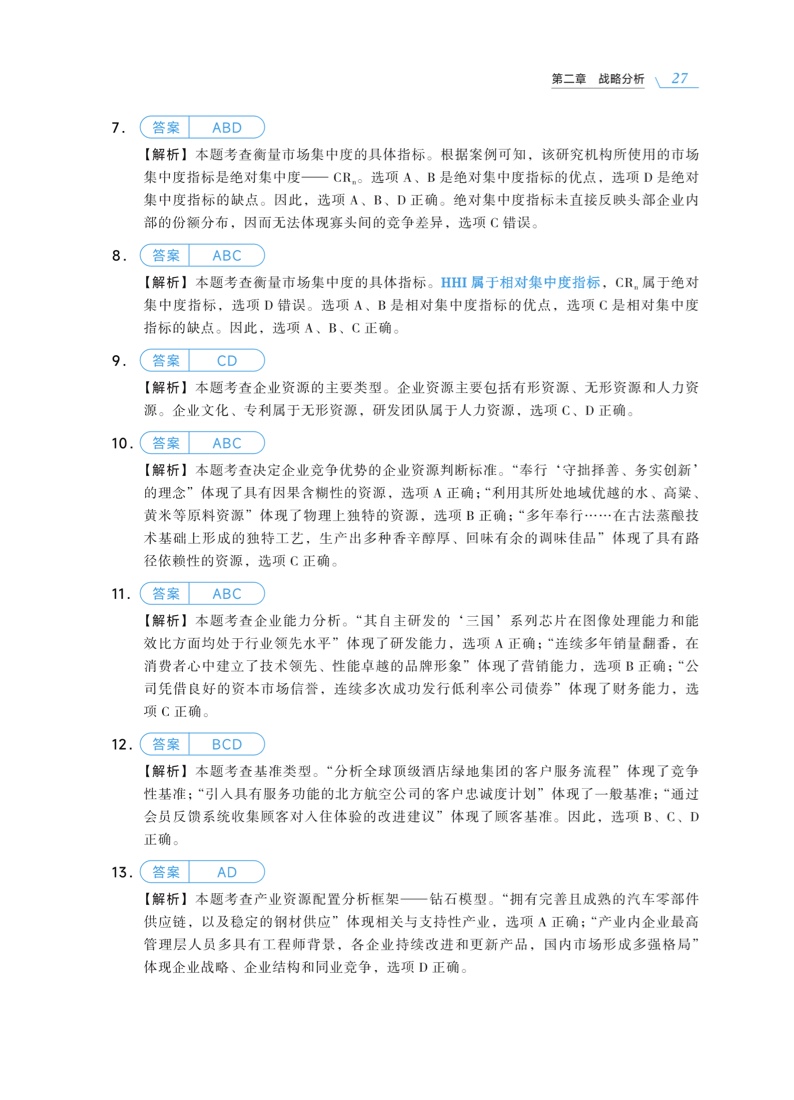 第二章 战略分析 27
7. 答案 ABD
【解析】本题考查衡量市场集中度的具体指标。根据案例可知，该研究机构所使用的市场
集中度指标是绝对集中度—— CRn。选项 A、B 是绝对集中度指标的优点，选项 D 是绝对
集中度指标的缺点。因此，选项 A、B、D 正确。绝对集中度指标未直接反映头部企业内
部的份额分布，因而无法体现寡头间的竞争差异，选项 C 错误。
8. 答案 ABC
【解析】本题考查衡量市场集中度的具体指标。HHI 属于相对集中度指标，CRn 属于绝对
集中度指标，选项 D 错误。选项 A、B 是相对集中度指标的优点，选项 C 是相对集中度
指标的缺点。因此，选项 A、B、C 正确。
9. 答案 CD
【解析】本题考查企业资源的主要类型。企业资源主要包括有形资源、无形资源和人力资
源。企业文化、专利属于无形资源，研发团队属于人力资源，选项 C、D 正确。
10. 答案 ABC
【解析】本题考查决定企业竞争优势的企业资源判断标准。“奉行‘守拙择善、务实创新’
的理念”体现了具有因果含糊性的资源，选项 A 正确；“利用其所处地域优越的水、高粱、
黄米等原料资源”体现了物理上独特的资源，选项 B 正确；“多年奉行……在古法蒸酿技
术基础上形成的独特工艺，生产出多种香辛醇厚、回味有余的调味佳品”体现了具有路
径依赖性的资源，选项 C 正确。
11. 答案 ABC
【解析】本题考查企业能力分析。“其自主研发的‘三国’系列芯片在图像处理能力和能
效比方面均处于行业领先水平”体现了研发能力，选项 A 正确；“连续多年销量翻番，在
消费者心中建立了技术领先、性能卓越的品牌形象”体现了营销能力，选项 B 正确；“公
司凭借良好的资本市场信誉，连续多次成功发行低利率公司债券”体现了财务能力，选
项 C 正确。
12. 答案 BCD
【解析】本题考查基准类型。“分析全球顶级酒店绿地集团的客户服务流程”体现了竞争
性基准；“引入具有服务功能的北方航空公司的客户忠诚度计划”体现了一般基准；“通过
会员反馈系统收集顾客对入住体验的改进建议”体现了顾客基准。因此，选项 B、C、D
正确。
13. 答案 AD
【解析】本题考查产业资源配置分析框架——钻石模型。“拥有完善且成熟的汽车零部件
供应链，以及稳定的钢材供应”体现相关与支持性产业，选项 A 正确；“产业内企业最高
管理层人员多具有工程师背景，各企业持续改进和更新产品，国内市场形成多强格局”
体现企业战略、企业结构和同业竞争，选项 D 正确。